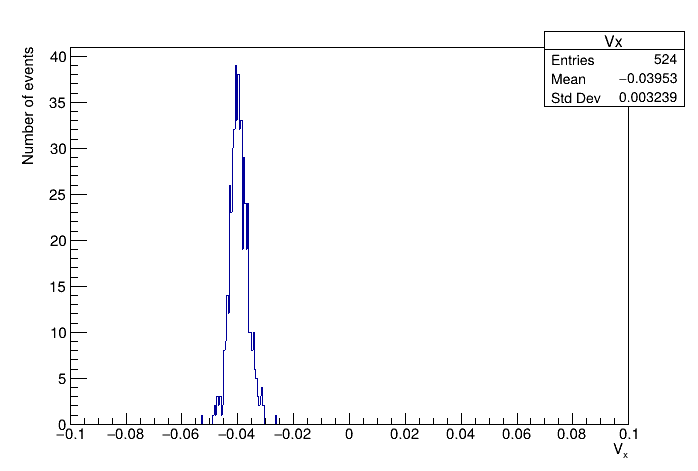 Vx
Entries 524
Mean −0.03953
Std Dev 0.003239
Number of events
40
35
30
25
20
15
10
5
0
−0.1 −0.08 −0.06 −0.04 −0.02 0 0.02 0.04 0.06 0.08 0.1
Vx